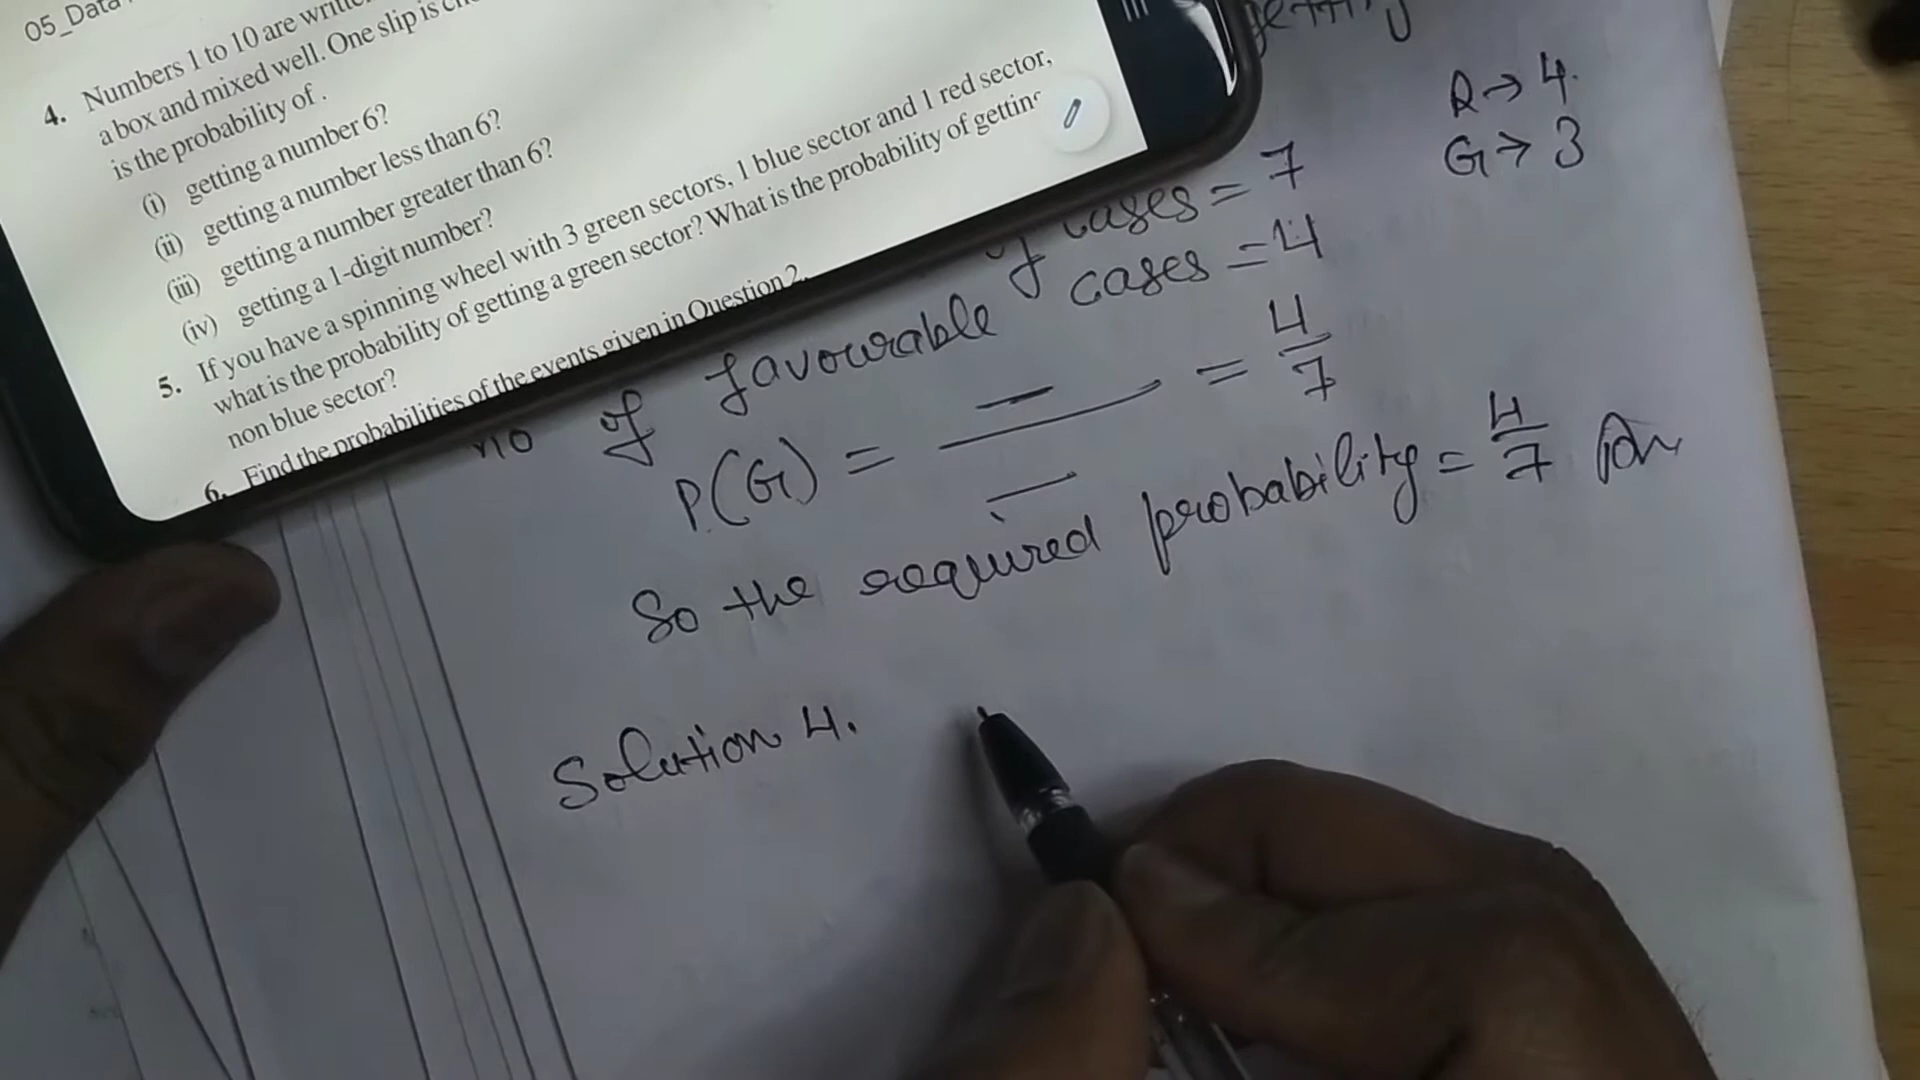 05_Data
4. Numbers 1 to 10 are
a box and mixed well. One slip is
is the probability of .
(i) getting a number 6?
(ii) getting a number less than 6?
(iii) getting a number greater than 6?
(iv) getting a 1-digit number?
5. If you have a spinning wheel with 3 green sectors, 1 blue sector and 1 red sector,
what is the probability of getting a green sector? What is the probability of getting
non blue sector?
6. Find the probabilities of the events given in Question 2.
getting
R → 4.
G → 3
of cases = 7
no of favourable cases = 4
P(G) = = 4/7
So the required probability = 4/7
Solution 4.